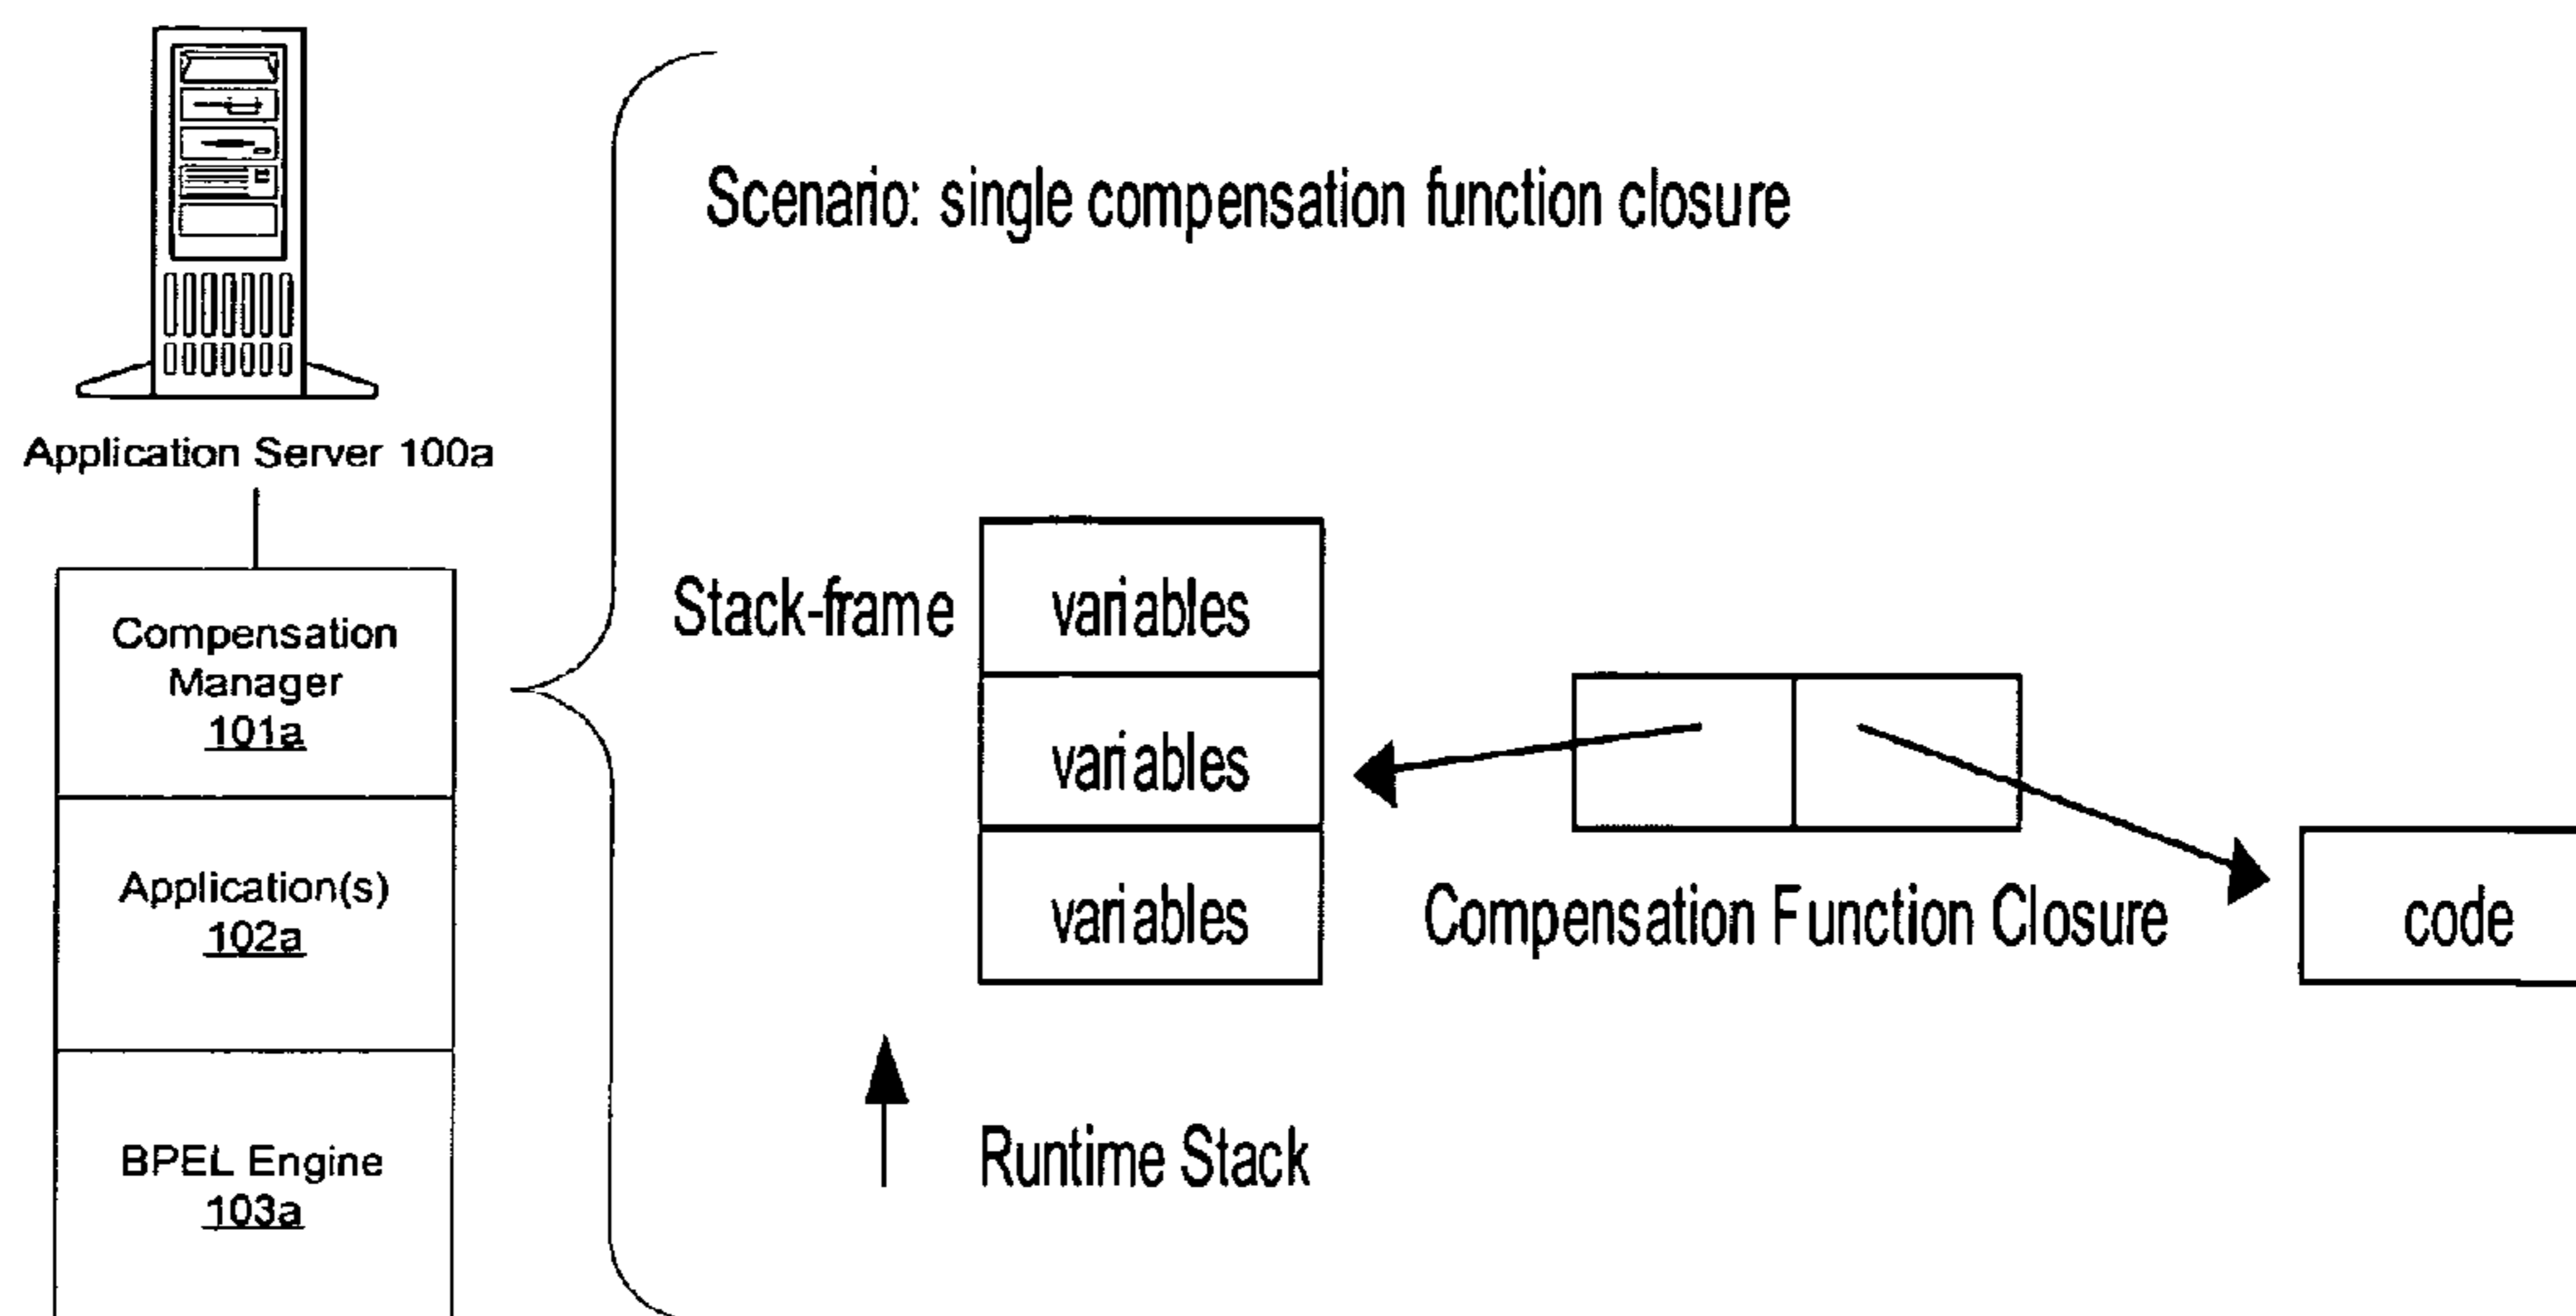 Scenario: single compensation function closure
Application Server 100a
Compensation
Manager
101a
Application(s)
102a
BPEL Engine
103a
Stack-frame
variables
variables
variables
Compensation Function Closure
code
Runtime Stack